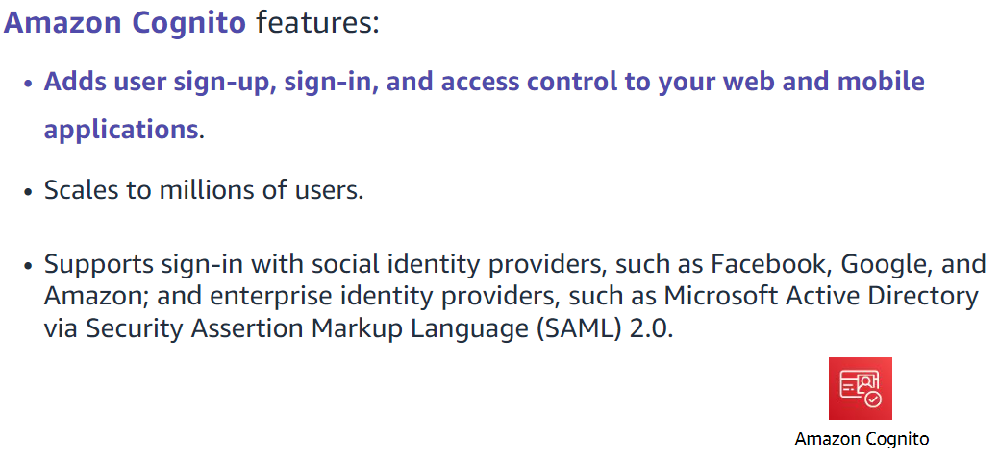 Amazon Cognito features:
• Adds user sign-up, sign-in, and access control to your web and mobile
applications.
• Scales to millions of users.
• Supports sign-in with social identity providers, such as Facebook, Google, and
Amazon; and enterprise identity providers, such as Microsoft Active Directory
via Security Assertion Markup Language (SAML) 2.0.
Amazon Cognito